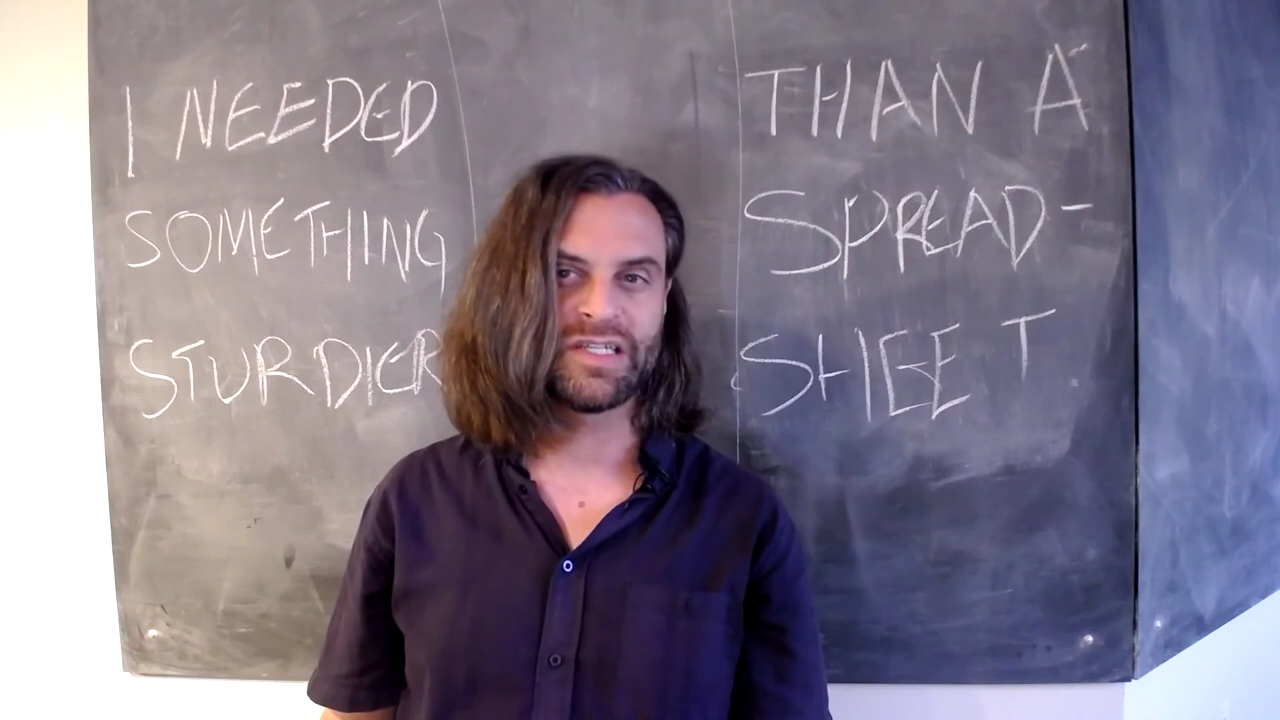 I NEEDED
SOMETHING
STURDIER
THAN A
SPREAD-
SHEET